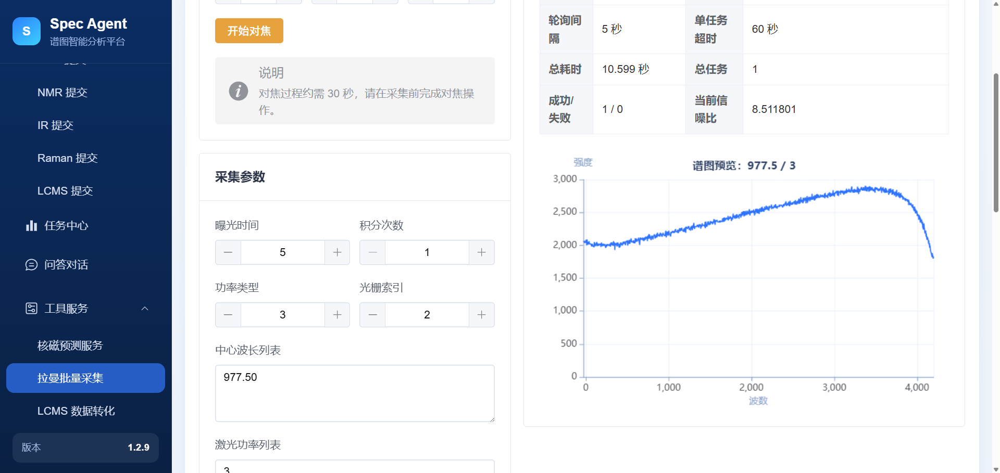 S
Spec Agent
谱图智能分析平台
NMR 提交
IR 提交
Raman 提交
LCMS 提交
任务中心
问答对话
工具服务
核磁预测服务
拉曼批量采集
LCMS 数据转化
版本
1.2.9
开始对焦
说明
对焦过程约需 30 秒，请在采集前完成对焦操
作。
采集参数
曝光时间
积分次数
5
1
功率类型
光栅索引
3
2
中心波长列表
977.50
激光功率列表
3
轮询间
隔
5 秒
单任务
超时
60 秒
总耗时
10.599 秒
总任务
1
成功/
失败
1 / 0
当前信
噪比
8.511801
强度
谱图预览：977.5 / 3
3,000
2,500
2,000
1,500
1,000
500
0
0
1,000
2,000
3,000
4,000
波数